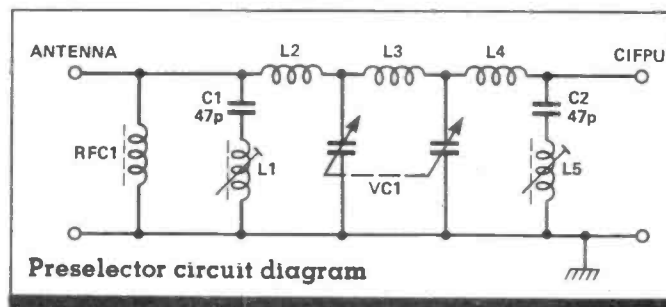 ANTENNA
L2
L3
L4
CIFPU
C1
47p
C2
47p
RFC1
L1
VC1
L5
Preselector circuit diagram